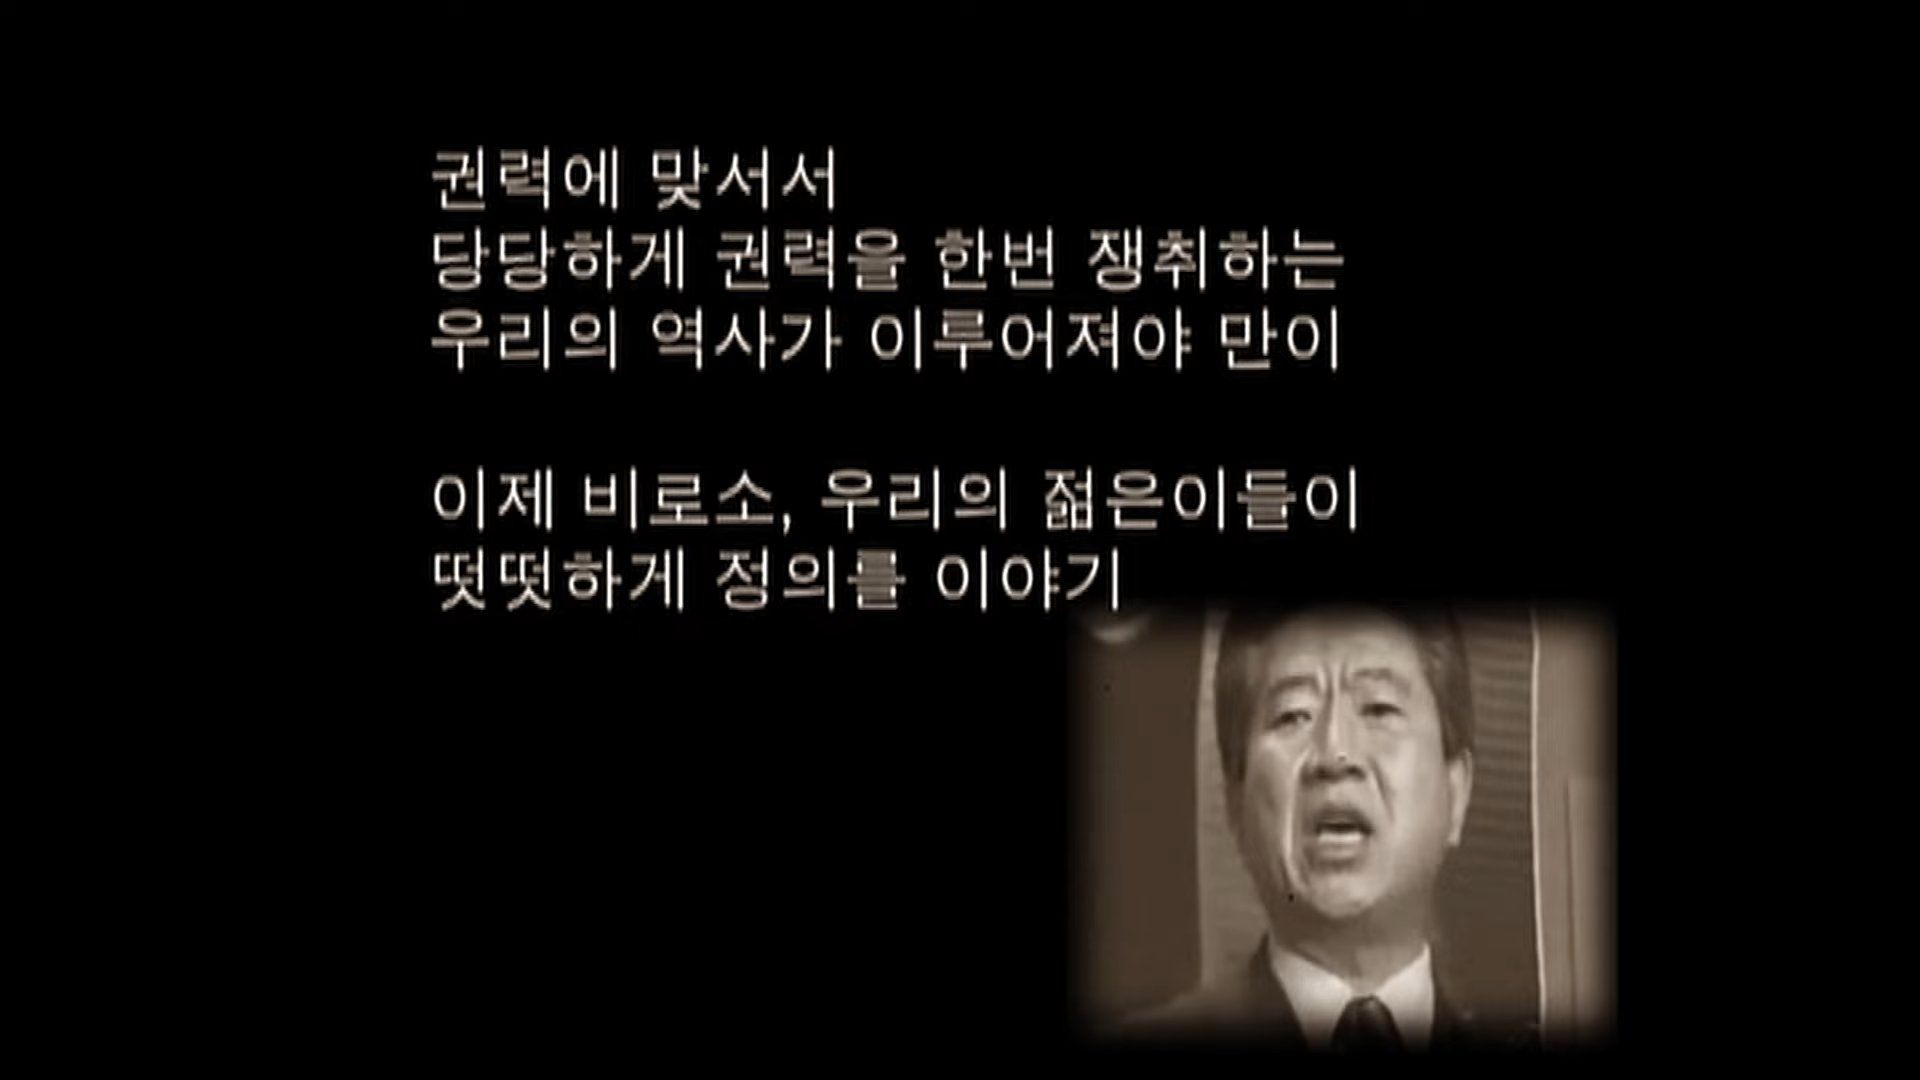 권력에 맞서서
당당하게 권력을 한번 쟁취하는
우리의 역사가 이루어져야 만이
이제 비로소, 우리의 젊은이들이
떳떳하게 정의를 이야기